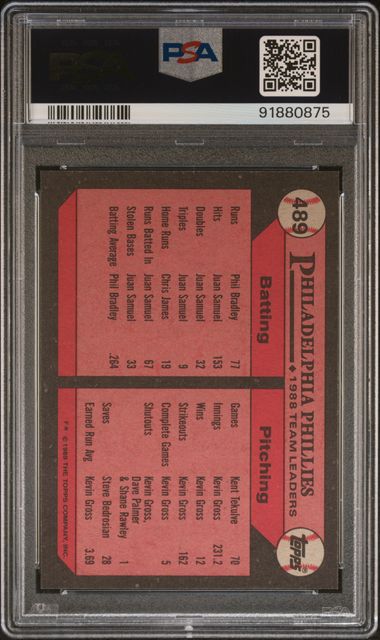 PSA
PSA
91880875
489
PHILADELPHIA PHILLIES
1988 TEAM LEADERS
Topps
Batting
Runs Phil Bradley 77
Hits Juan Samuel 153
Doubles Juan Samuel 32
Triples Juan Samuel 9
Home Runs Chris James 19
Runs Batted In Juan Samuel 67
Stolen Bases Juan Samuel 33
Batting Average Phil Bradley .264
Pitching
Games Kent Tekulve 70
Innings Kevin Gross 231.2
Wins Kevin Gross 12
Strikeouts Kevin Gross 162
Complete Games Kevin Gross 5
Shutouts Kevin Gross,
Dave Palmer
& Shane Rawley 1
Saves Steve Bedrosian 28
Earned Run Avg Kevin Gross 3.69
F* © 1989 THE TOPPS COMPANY, INC.